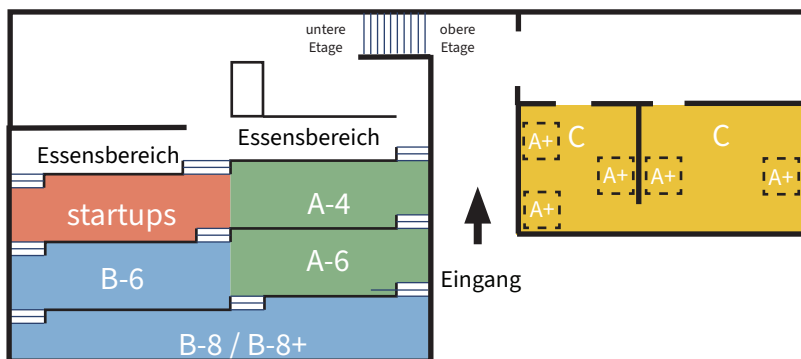 untere
Etage
obere
Etage
Essensbereich
Essensbereich
startups
A-4
B-6
A-6
B-8 / B-8+
Eingang
C
C
A+
A+
A+
A+
A+